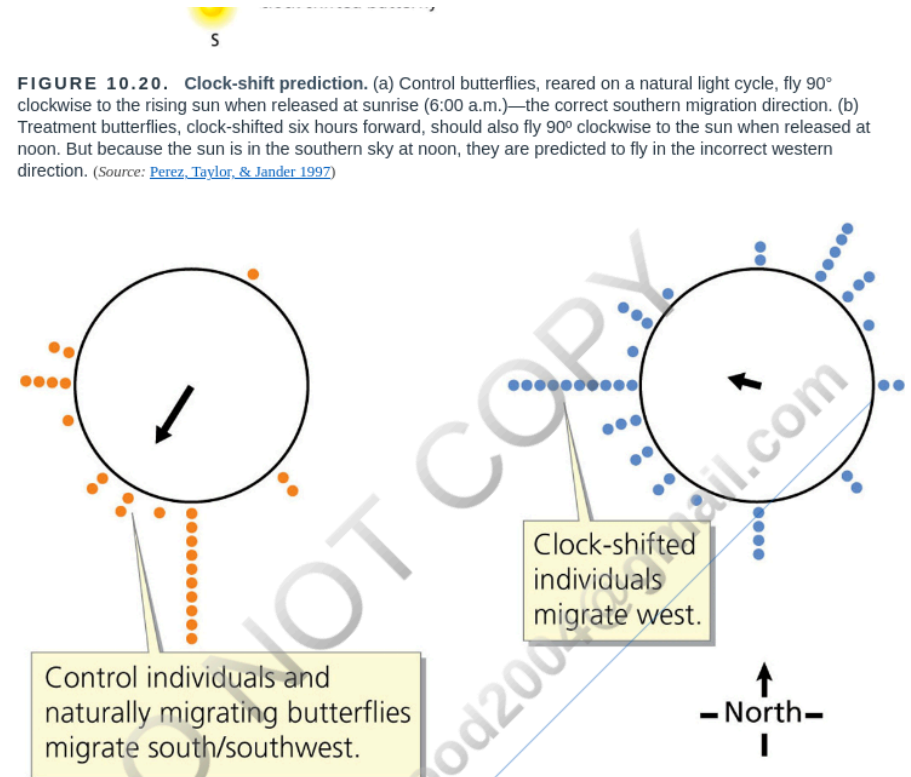 S
FIGURE 10.20. Clock-shift prediction. (a) Control butterflies, reared on a natural light cycle, fly 90°
clockwise to the rising sun when released at sunrise (6:00 a.m.)—the correct southern migration direction. (b)
Treatment butterflies, clock-shifted six hours forward, should also fly 90º clockwise to the sun when released at
noon. But because the sun is in the southern sky at noon, they are predicted to fly in the incorrect western
direction. (Source: Perez, Taylor, & Jander 1997)
Clock-shifted
individuals
migrate west.
Control individuals and
naturally migrating butterflies
migrate south/southwest.
North
NOT COPY
ood2004@gmail.com